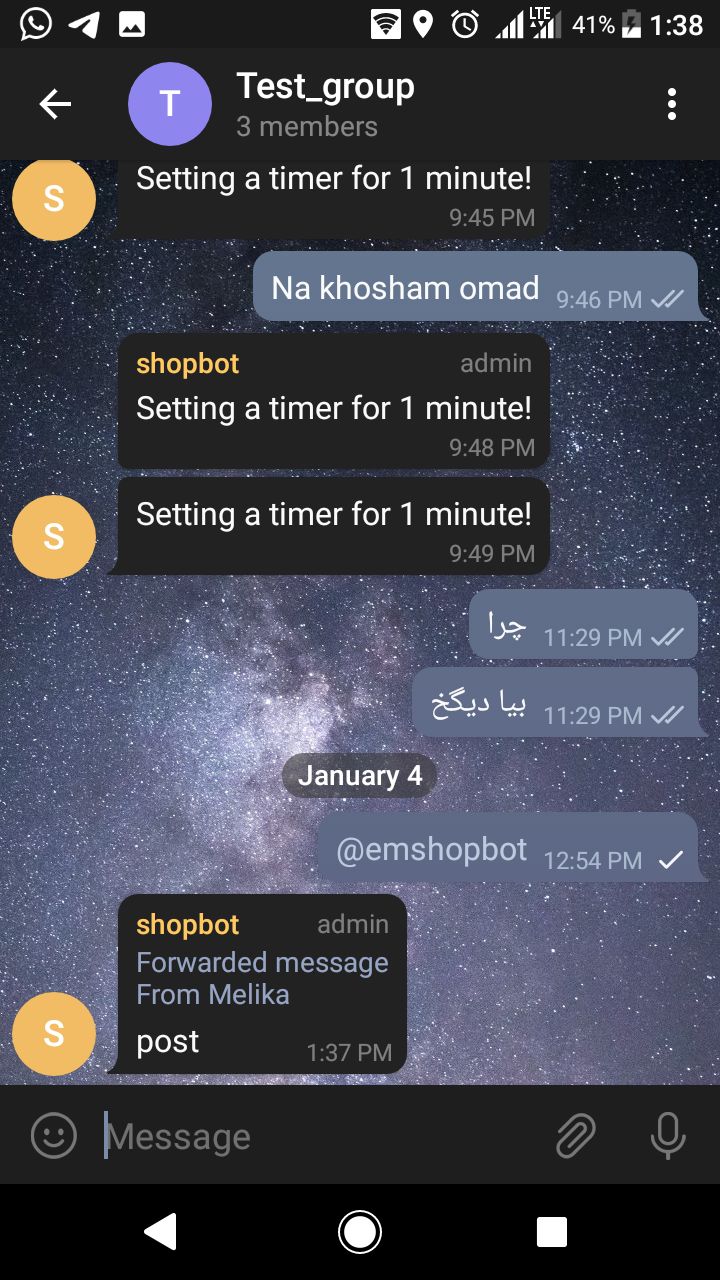 LTE
41%
1:38
T
Test_group
3 members
S
Setting a timer for 1 minute!
9:45 PM
Na khosham omad
9:46 PM
shopbot
admin
Setting a timer for 1 minute!
9:48 PM
S
Setting a timer for 1 minute!
9:49 PM
چرا
11:29 PM
بیا دیگخ
11:29 PM
January 4
@emshopbot
12:54 PM
shopbot
admin
Forwarded message
From Melika
S
post
1:37 PM
Message